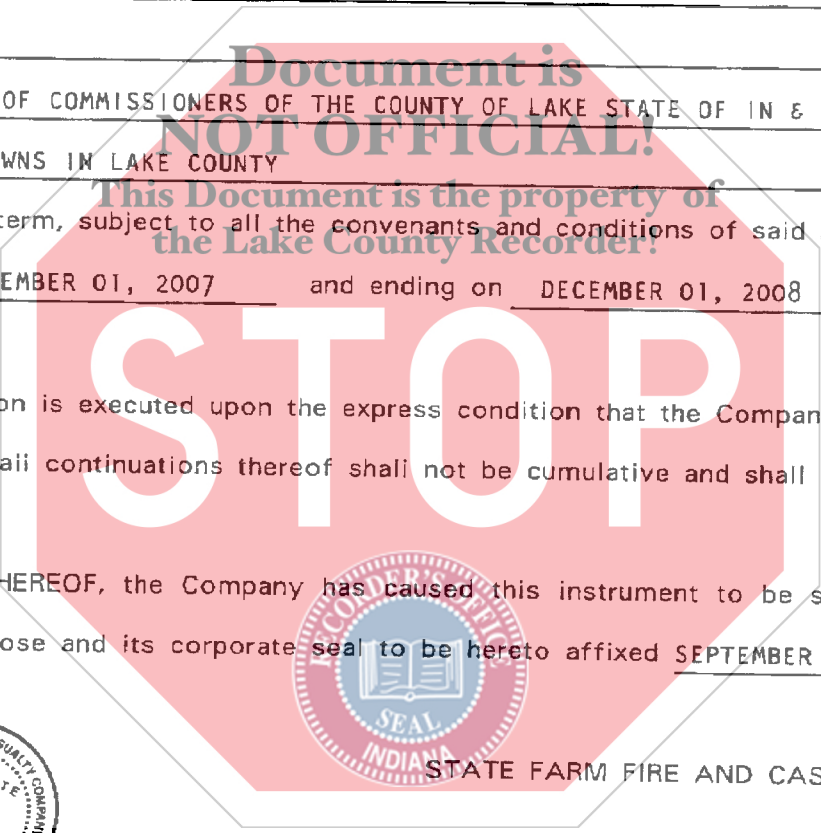 Document is
OF COMMISSIONERS OF THE COUNTY OF LAKE STATE OF IN &
NOT OFFICIAL!
WNS IN LAKE COUNTY
This Document is the property of
term, subject to all the convenants and conditions of said
the Lake County Recorder!
EMBER 01, 2007 and ending on DECEMBER 01, 2008
STOP
on is executed upon the express condition that the Compan
all continuations thereof shall not be cumulative and shall
HEREOF, the Company has caused this instrument to be s
RECORDER'S OFFICE
ose and its corporate seal to be hereto affixed SEPTEMBER
SEAL
INDIANA
STATE FARM FIRE AND CAS
SUALTY COMPAN